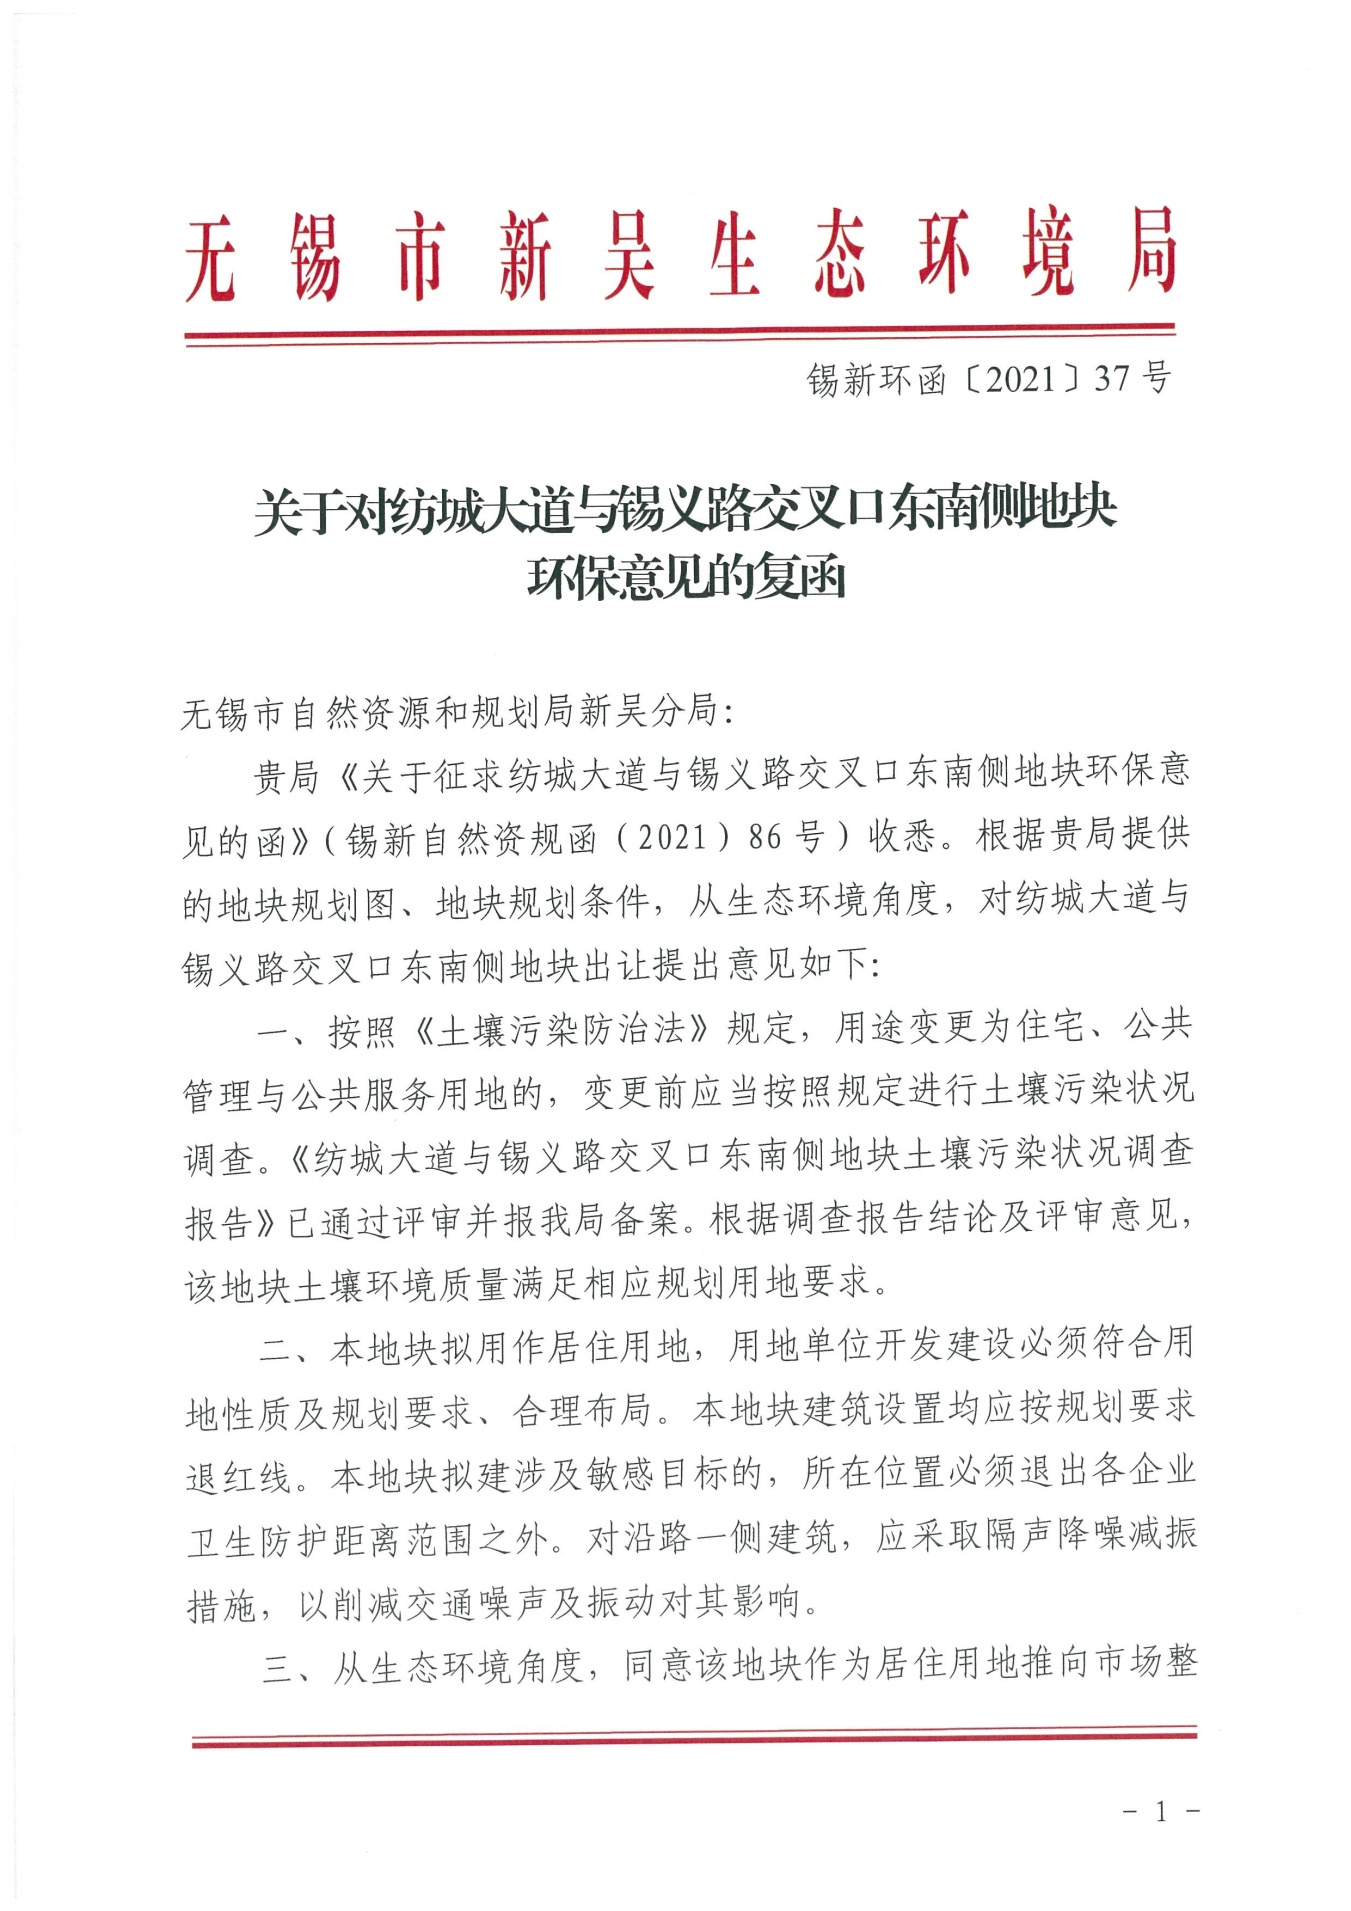 无锡市新吴生态环境局
锡新环函〔2021〕37号
关于对纺城大道与锡义路交叉口东南侧地块
环保意见的复函
无锡市自然资源和规划局新吴分局：
贵局《关于征求纺城大道与锡义路交叉口东南侧地块环保意
见的函》（锡新自然资规函（2021）86号）收悉。根据贵局提供
的地块规划图、地块规划条件，从生态环境角度，对纺城大道与
锡义路交叉口东南侧地块出让提出意见如下：
一、按照《土壤污染防治法》规定，用途变更为住宅、公共
管理与公共服务用地的，变更前应当按照规定进行土壤污染状况
调查。《纺城大道与锡义路交叉口东南侧地块土壤污染状况调查
报告》已通过评审并报我局备案。根据调查报告结论及评审意见，
该地块土壤环境质量满足相应规划用地要求。
二、本地块拟用作居住用地，用地单位开发建设必须符合用
地性质及规划要求、合理布局。本地块建筑设置均应按规划要求
退红线。本地块拟建涉及敏感目标的，所在位置必须退出各企业
卫生防护距离范围之外。对沿路一侧建筑，应采取隔声降噪减振
措施，以削减交通噪声及振动对其影响。
三、从生态环境角度，同意该地块作为居住用地推向市场整
- 1 -